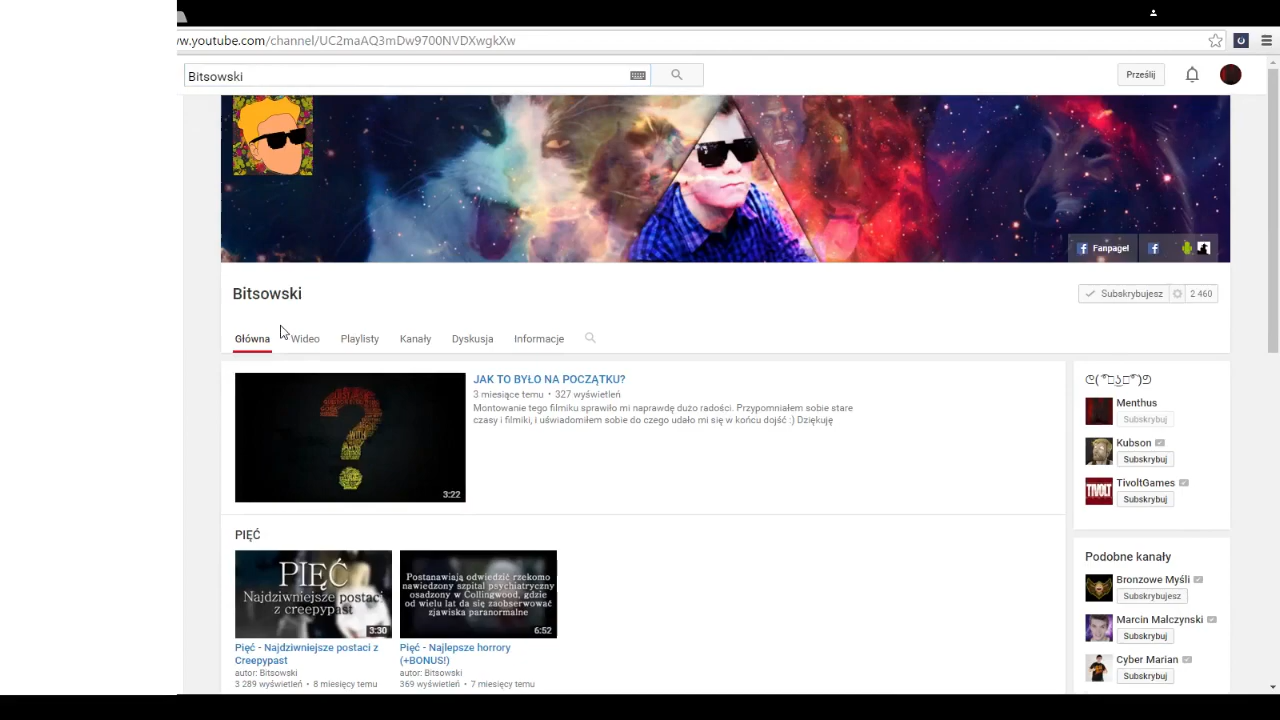 w.youtube.com/channel/UC2maAQ3mDw9700NVDXwgkXw
Bitsowski
Prześlij
Fanpage!
Bitsowski
Subskrybujesz 2 460
Główna Wideo Playlisty Kanały Dyskusja Informacje
JAK TO BYŁO NA POCZĄTKU?
3 miesiące temu • 327 wyświetleń
Montowanie tego filmiku sprawiło mi naprawdę dużo radości. Przypomniałem sobie stare
czasy i filmiki, i uświadomiłem sobie do czego udało mi się w końcu dojść :) Dziękuję
3:22
Menthus
Subskrybuj
Kubson
Subskrybuj
TIVOLT
TivoltGames
Subskrybuj
PIĘĆ
PIĘĆ
Najdziwniejsze postaci
z creepypast
3:30
Postanawiają odwiedzić rzekomo
nawiedzony szpital psychiatryczny
osadzony w Collingwood, gdzie
od wielu lat da się zaobserwować
zjawiska paranormalne
6:52
Pięć - Najdziwniejsze postaci z
Creepypast
autor: Bitsowski
3 289 wyświetleń • 8 miesięcy temu
Pięć - Najlepsze horrory
(+BONUS!)
autor: Bitsowski
369 wyświetleń • 7 miesięcy temu
Podobne kanały
Bronzowe Myśli
Subskrybujesz
Marcin Malczynski
Subskrybuj
Cyber Marian
Subskrybuj